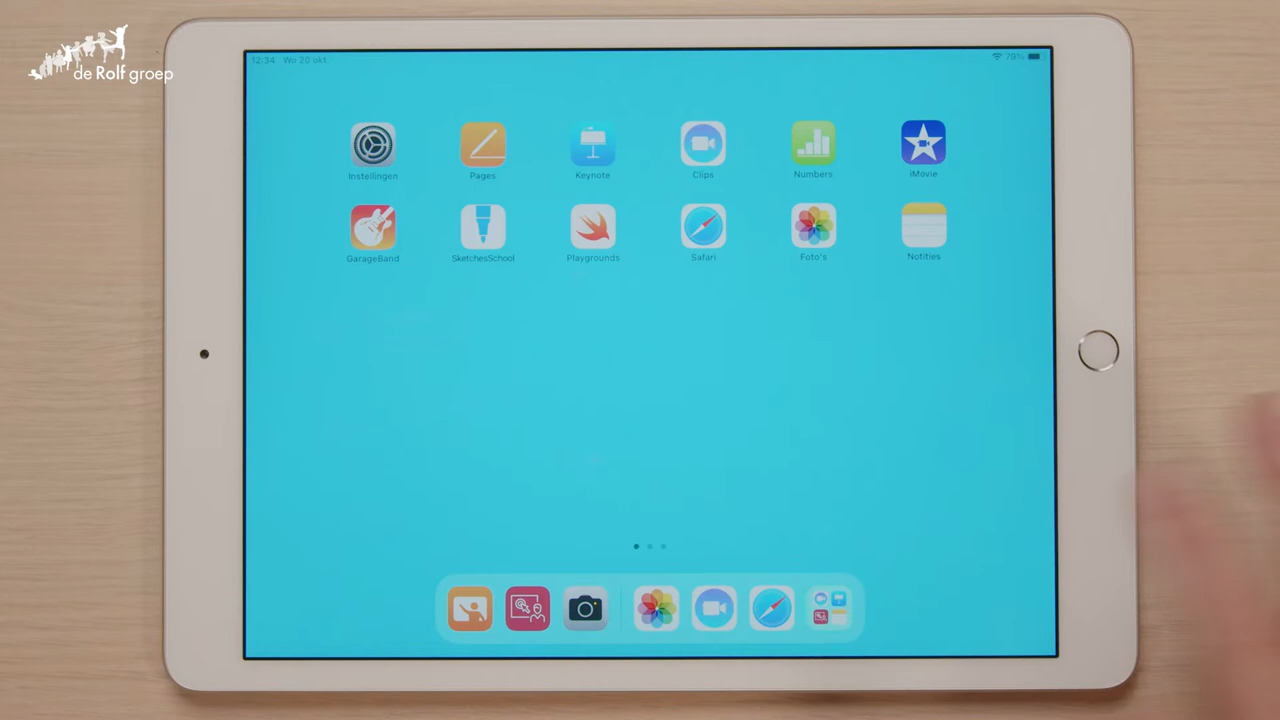 de Rolf groep
12:34 Wo 20 okt.
79%
Instellingen
Pages
Keynote
Clips
Numbers
iMovie
GarageBand
SketchesSchool
Playgrounds
Safari
Foto's
Notities